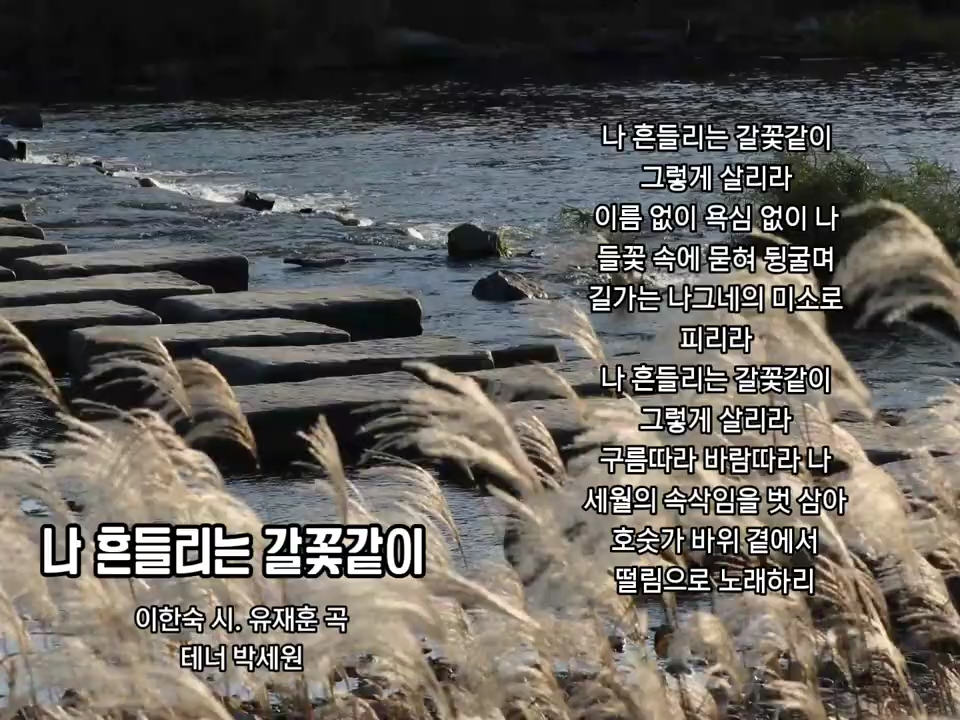 나 흔들리는 갈꽃같이
그렇게 살리라
이름 없이 욕심 없이 나
들꽃 속에 묻혀 뒹굴며
길가는 나그네의 미소로
피리라
나 흔들리는 갈꽃같이
그렇게 살리라
구름따라 바람따라 나
세월의 속삭임을 벗 삼아
호숫가 바위 곁에서
떨림으로 노래하리
나 흔들리는 갈꽃같이
이한숙 시. 유재훈 곡
테너 박세원